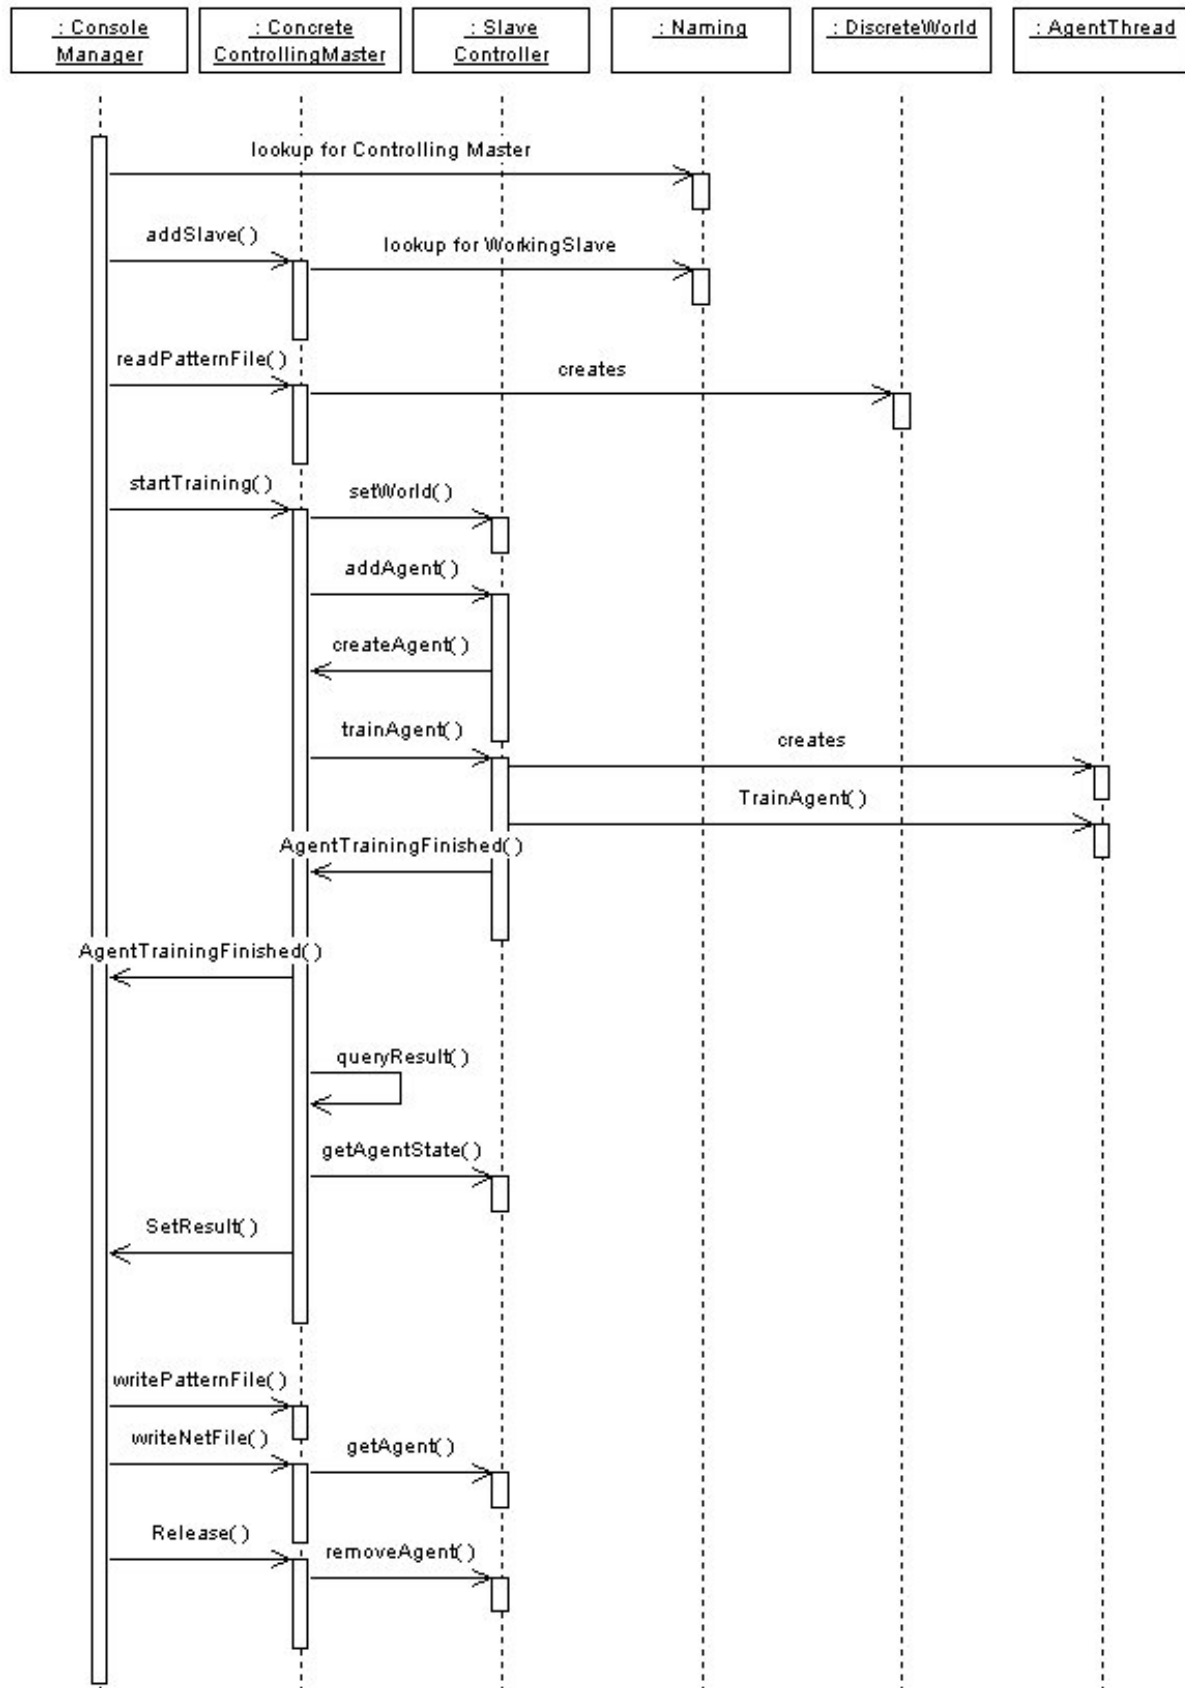 : Console
Manager
: Concrete
ControllingMaster
: Slave
Controller
: Naming
: DiscreteWorld
: AgentThread
lookup for Controlling Master
addSlave( )
lookup for WorkingSlave
readPatternFile( )
creates
startTraining( )
setWorld( )
addAgent( )
createAgent( )
trainAgent( )
creates
TrainAgent( )
AgentTrainingFinished( )
AgentTrainingFinished( )
queryResult( )
getAgentState( )
SetResult( )
writePatternFile( )
writeNetFile( )
getAgent( )
Release( )
removeAgent( )